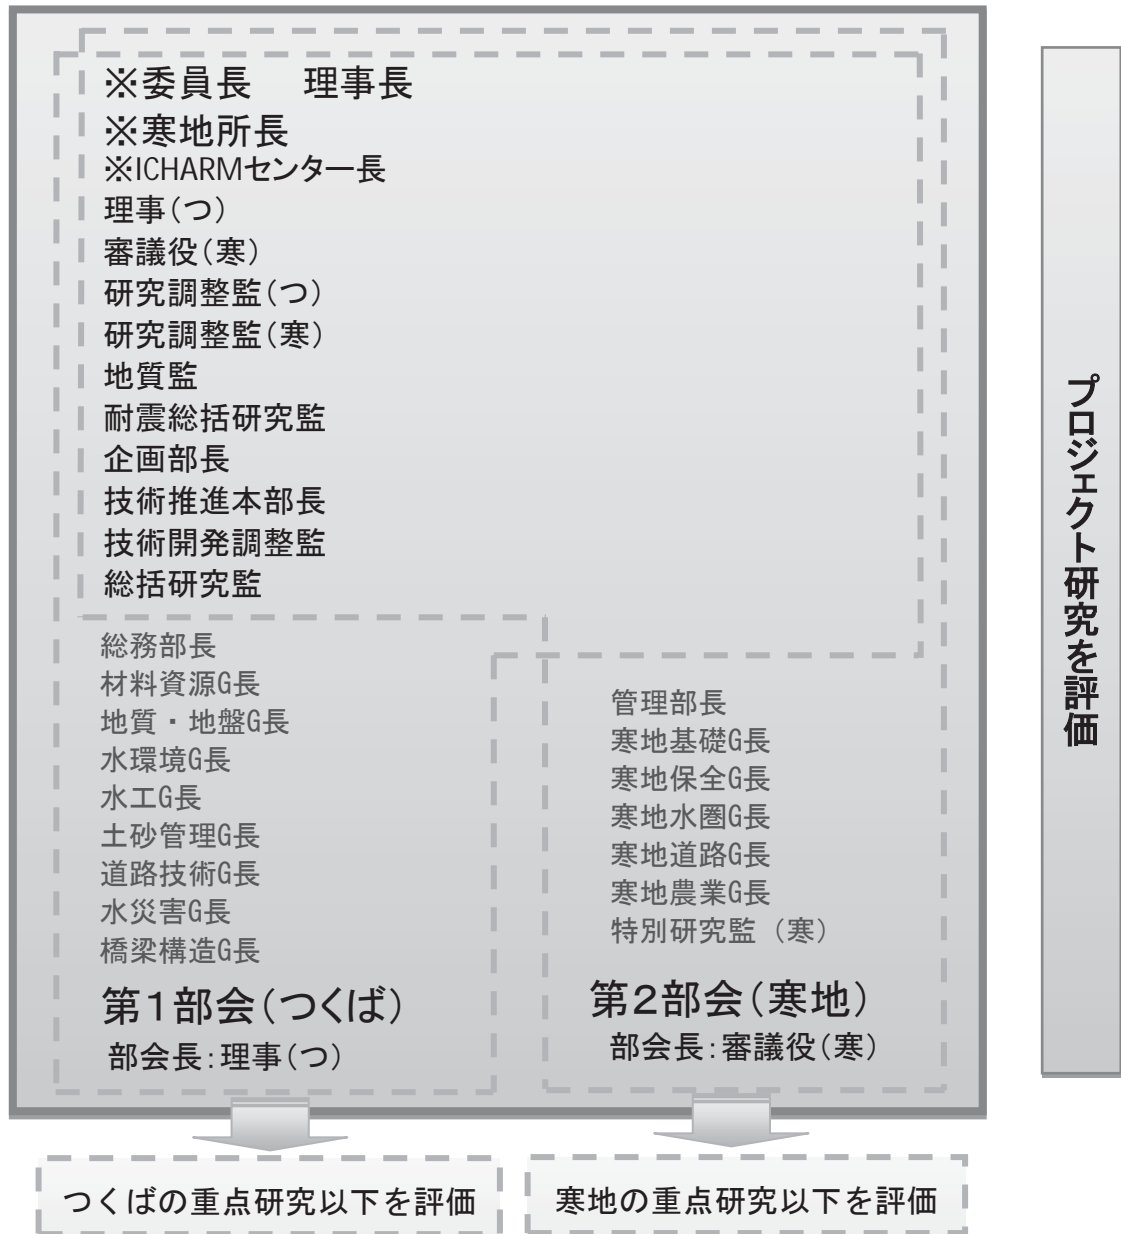 ※委員長　理事長
※寒地所長
※ICHARMセンター長
理事(つ)
審議役(寒)
研究調整監(つ)
研究調整監(寒)
地質監
耐震総括研究監
企画部長
技術推進本部長
技術開発調整監
総括研究監
総務部長
材料資源G長
地質・地盤G長
水環境G長
水工G長
土砂管理G長
道路技術G長
水災害G長
橋梁構造G長
第１部会(つくば)
部会長:理事(つ)
管理部長
寒地基礎G長
寒地保全G長
寒地水圏G長
寒地道路G長
寒地農業G長
特別研究監（寒）
第２部会(寒地)
部会長:審議役(寒)
プロジェクト研究を評価
つくばの重点研究以下を評価
寒地の重点研究以下を評価